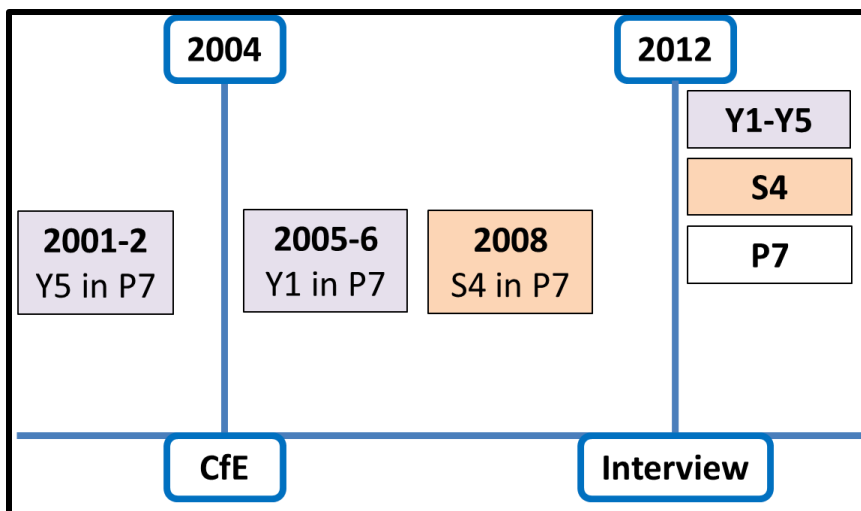 2004
2012
Y1-Y5
S4
P7
2001-2
Y5 in P7
2005-6
Y1 in P7
2008
S4 in P7
CfE
Interview